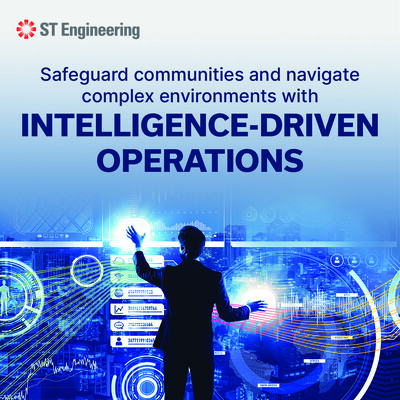 ST Engineering
Safeguard communities and navigate
complex environments with
INTELLIGENCE-DRIVEN
OPERATIONS